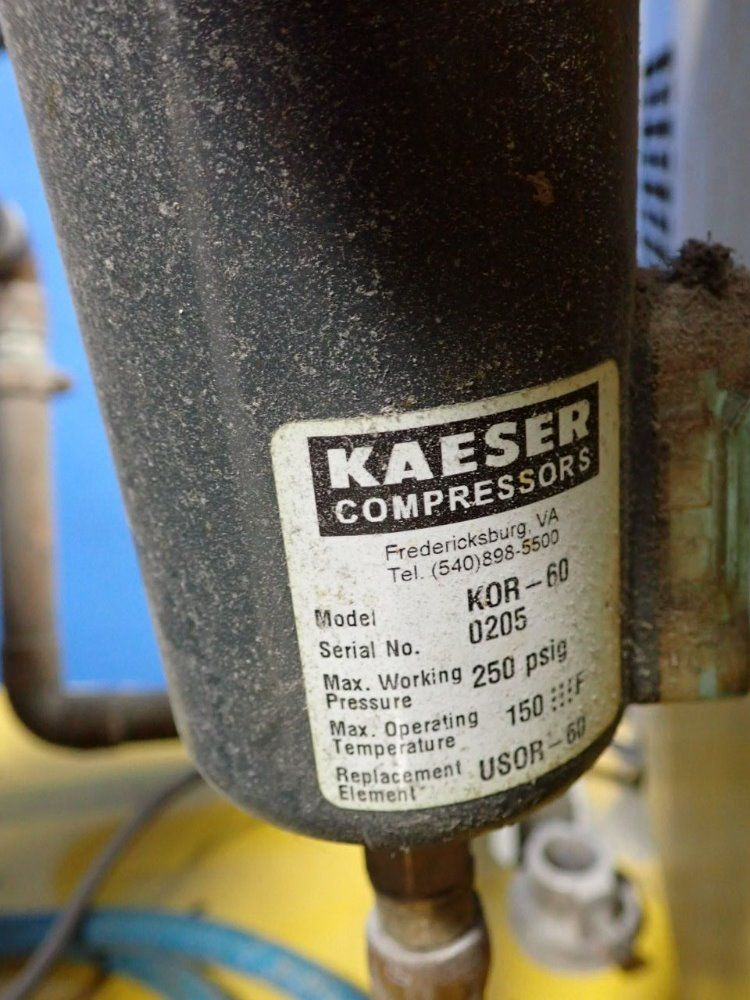 KAESER
COMPRESSORS
Fredericksburg, VA
Tel. (540)898-5500
Model KOR-60
Serial No. 0205
Max. Working Pressure 250 psig
Max. Operating Temperature 150 F
Replacement Element USOR-60